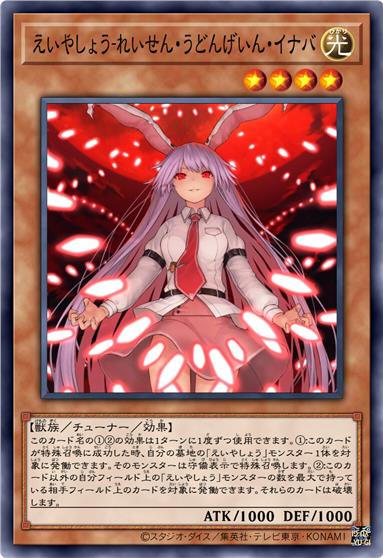 えいやしょう-れいせん・うどんげいん・イナバ
光
【獣族／チューナー／効果】
このカード名の①②の効果は1ターンに1度ずつ使用できます。①:このカード
が特殊召喚に成功した時、自分の墓地の「えいやしょう」モンスター1体を対
象に発動できます。そのモンスターは守備表示で特殊召喚します。②:このカー
ド以外の自分フィールド上の「えいやしょう」モンスターの数を最大で持って
いる相手フィールド上のカードを対象に発動できます。それらのカードは破壊
します。
ATK/1000 DEF/1000
©スタジオ・ダイス／集英社・テレビ東京・KONAMI